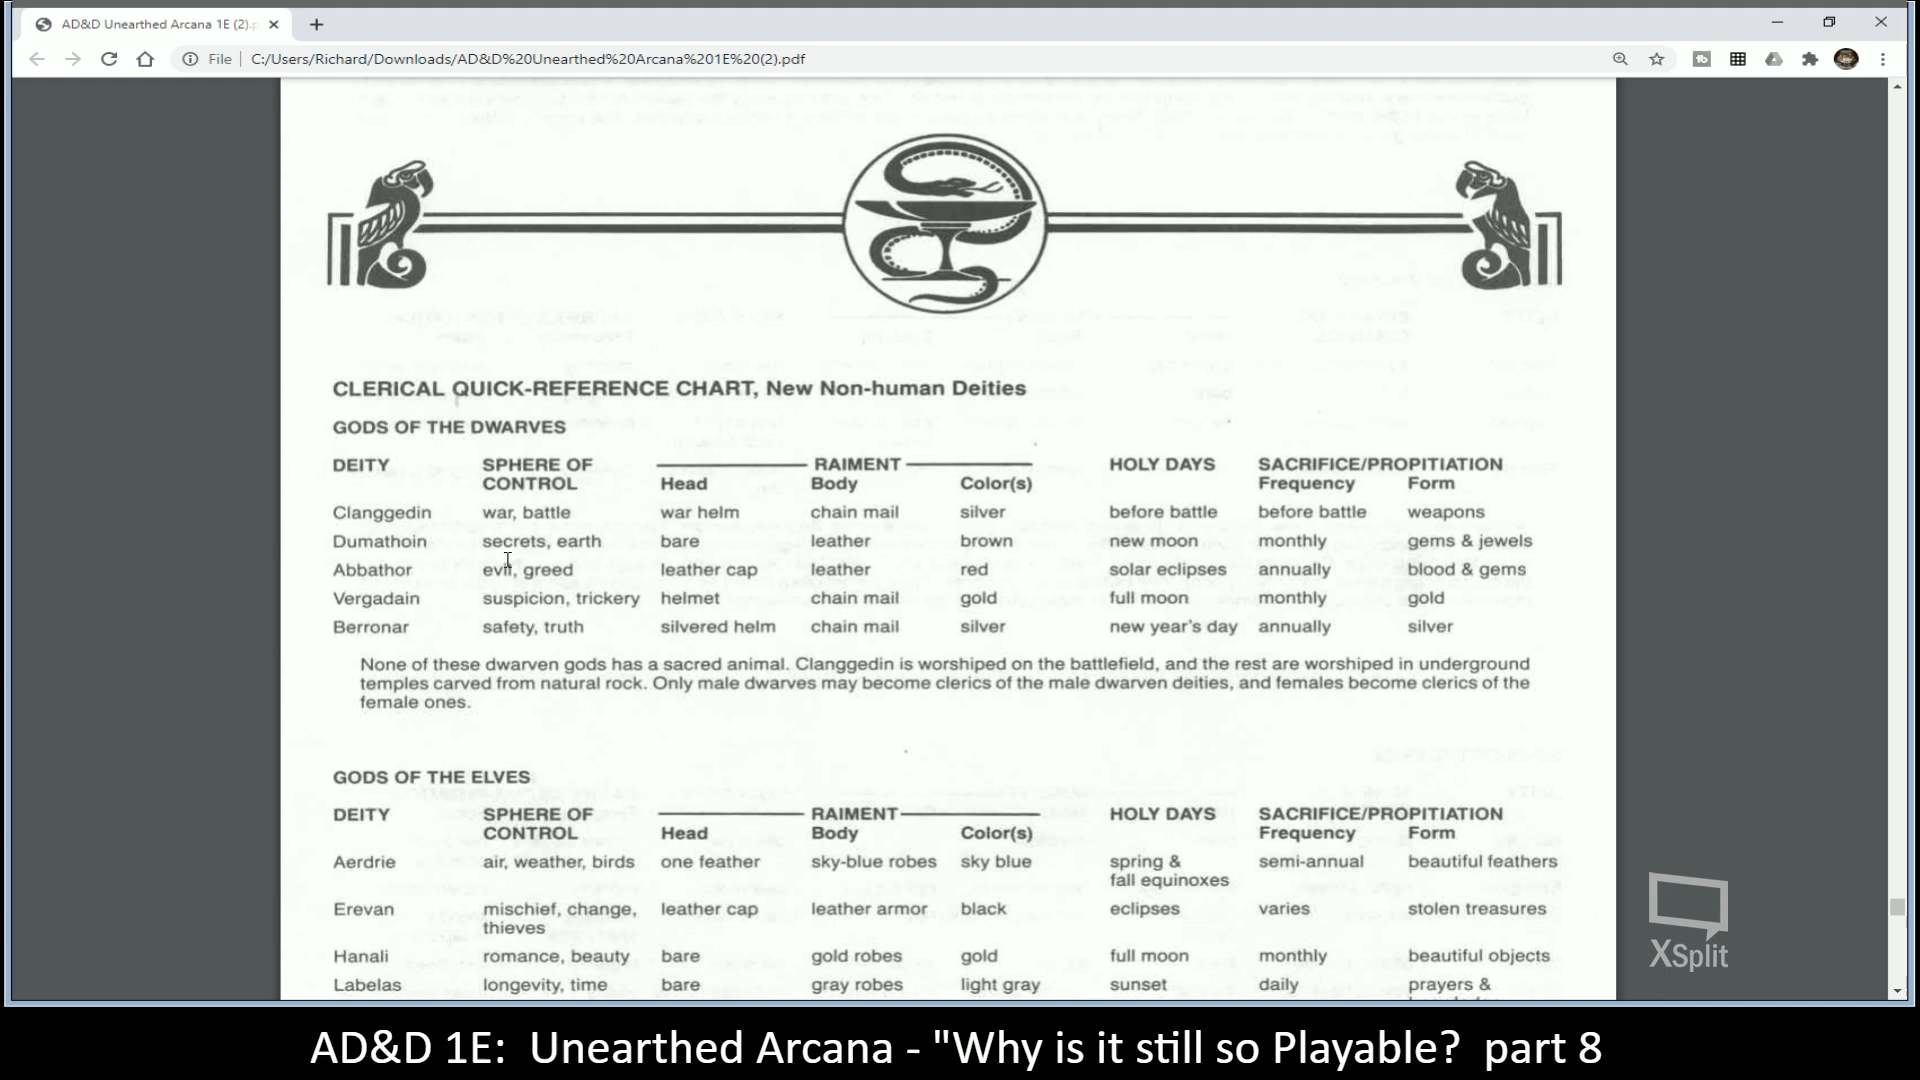 AD&D Unearthed Arcana 1E (2).p
File
C:/Users/Richard/Downloads/AD&D%20Unearthed%20Arcana%201E%20(2).pdf
CLERICAL QUICK-REFERENCE CHART, New Non-human Deities
GODS OF THE DWARVES
DEITY SPHERE OF RAIMENT HOLY DAYS SACRIFICE/PROPITIATION
CONTROL Head Body Color(s) Frequency Form
Clanggedin war, battle war helm chain mail silver before battle before battle weapons
Dumathoin secrets, earth bare leather brown new moon monthly gems & jewels
Abbathor evil, greed leather cap leather red solar eclipses annually blood & gems
Vergadain suspicion, trickery helmet chain mail gold full moon monthly gold
Berronar safety, truth silvered helm chain mail silver new year's day annually silver
None of these dwarven gods has a sacred animal. Clanggedin is worshiped on the battlefield, and the rest are worshiped in underground
temples carved from natural rock. Only male dwarves may become clerics of the male dwarven deities, and females become clerics of the
female ones.
GODS OF THE ELVES
DEITY SPHERE OF RAIMENT HOLY DAYS SACRIFICE/PROPITIATION
CONTROL Head Body Color(s) Frequency Form
Aerdrie air, weather, birds one feather sky-blue robes sky blue spring & semi-annual beautiful feathers
fall equinoxes
Erevan mischief, change, leather cap leather armor black eclipses varies stolen treasures
thieves
Hanali romance, beauty bare gold robes gold full moon monthly beautiful objects
Labelas longevity, time bare gray robes light gray sunset daily prayers &
XSplit
AD&D 1E: Unearthed Arcana - "Why is it still so Playable? part 8